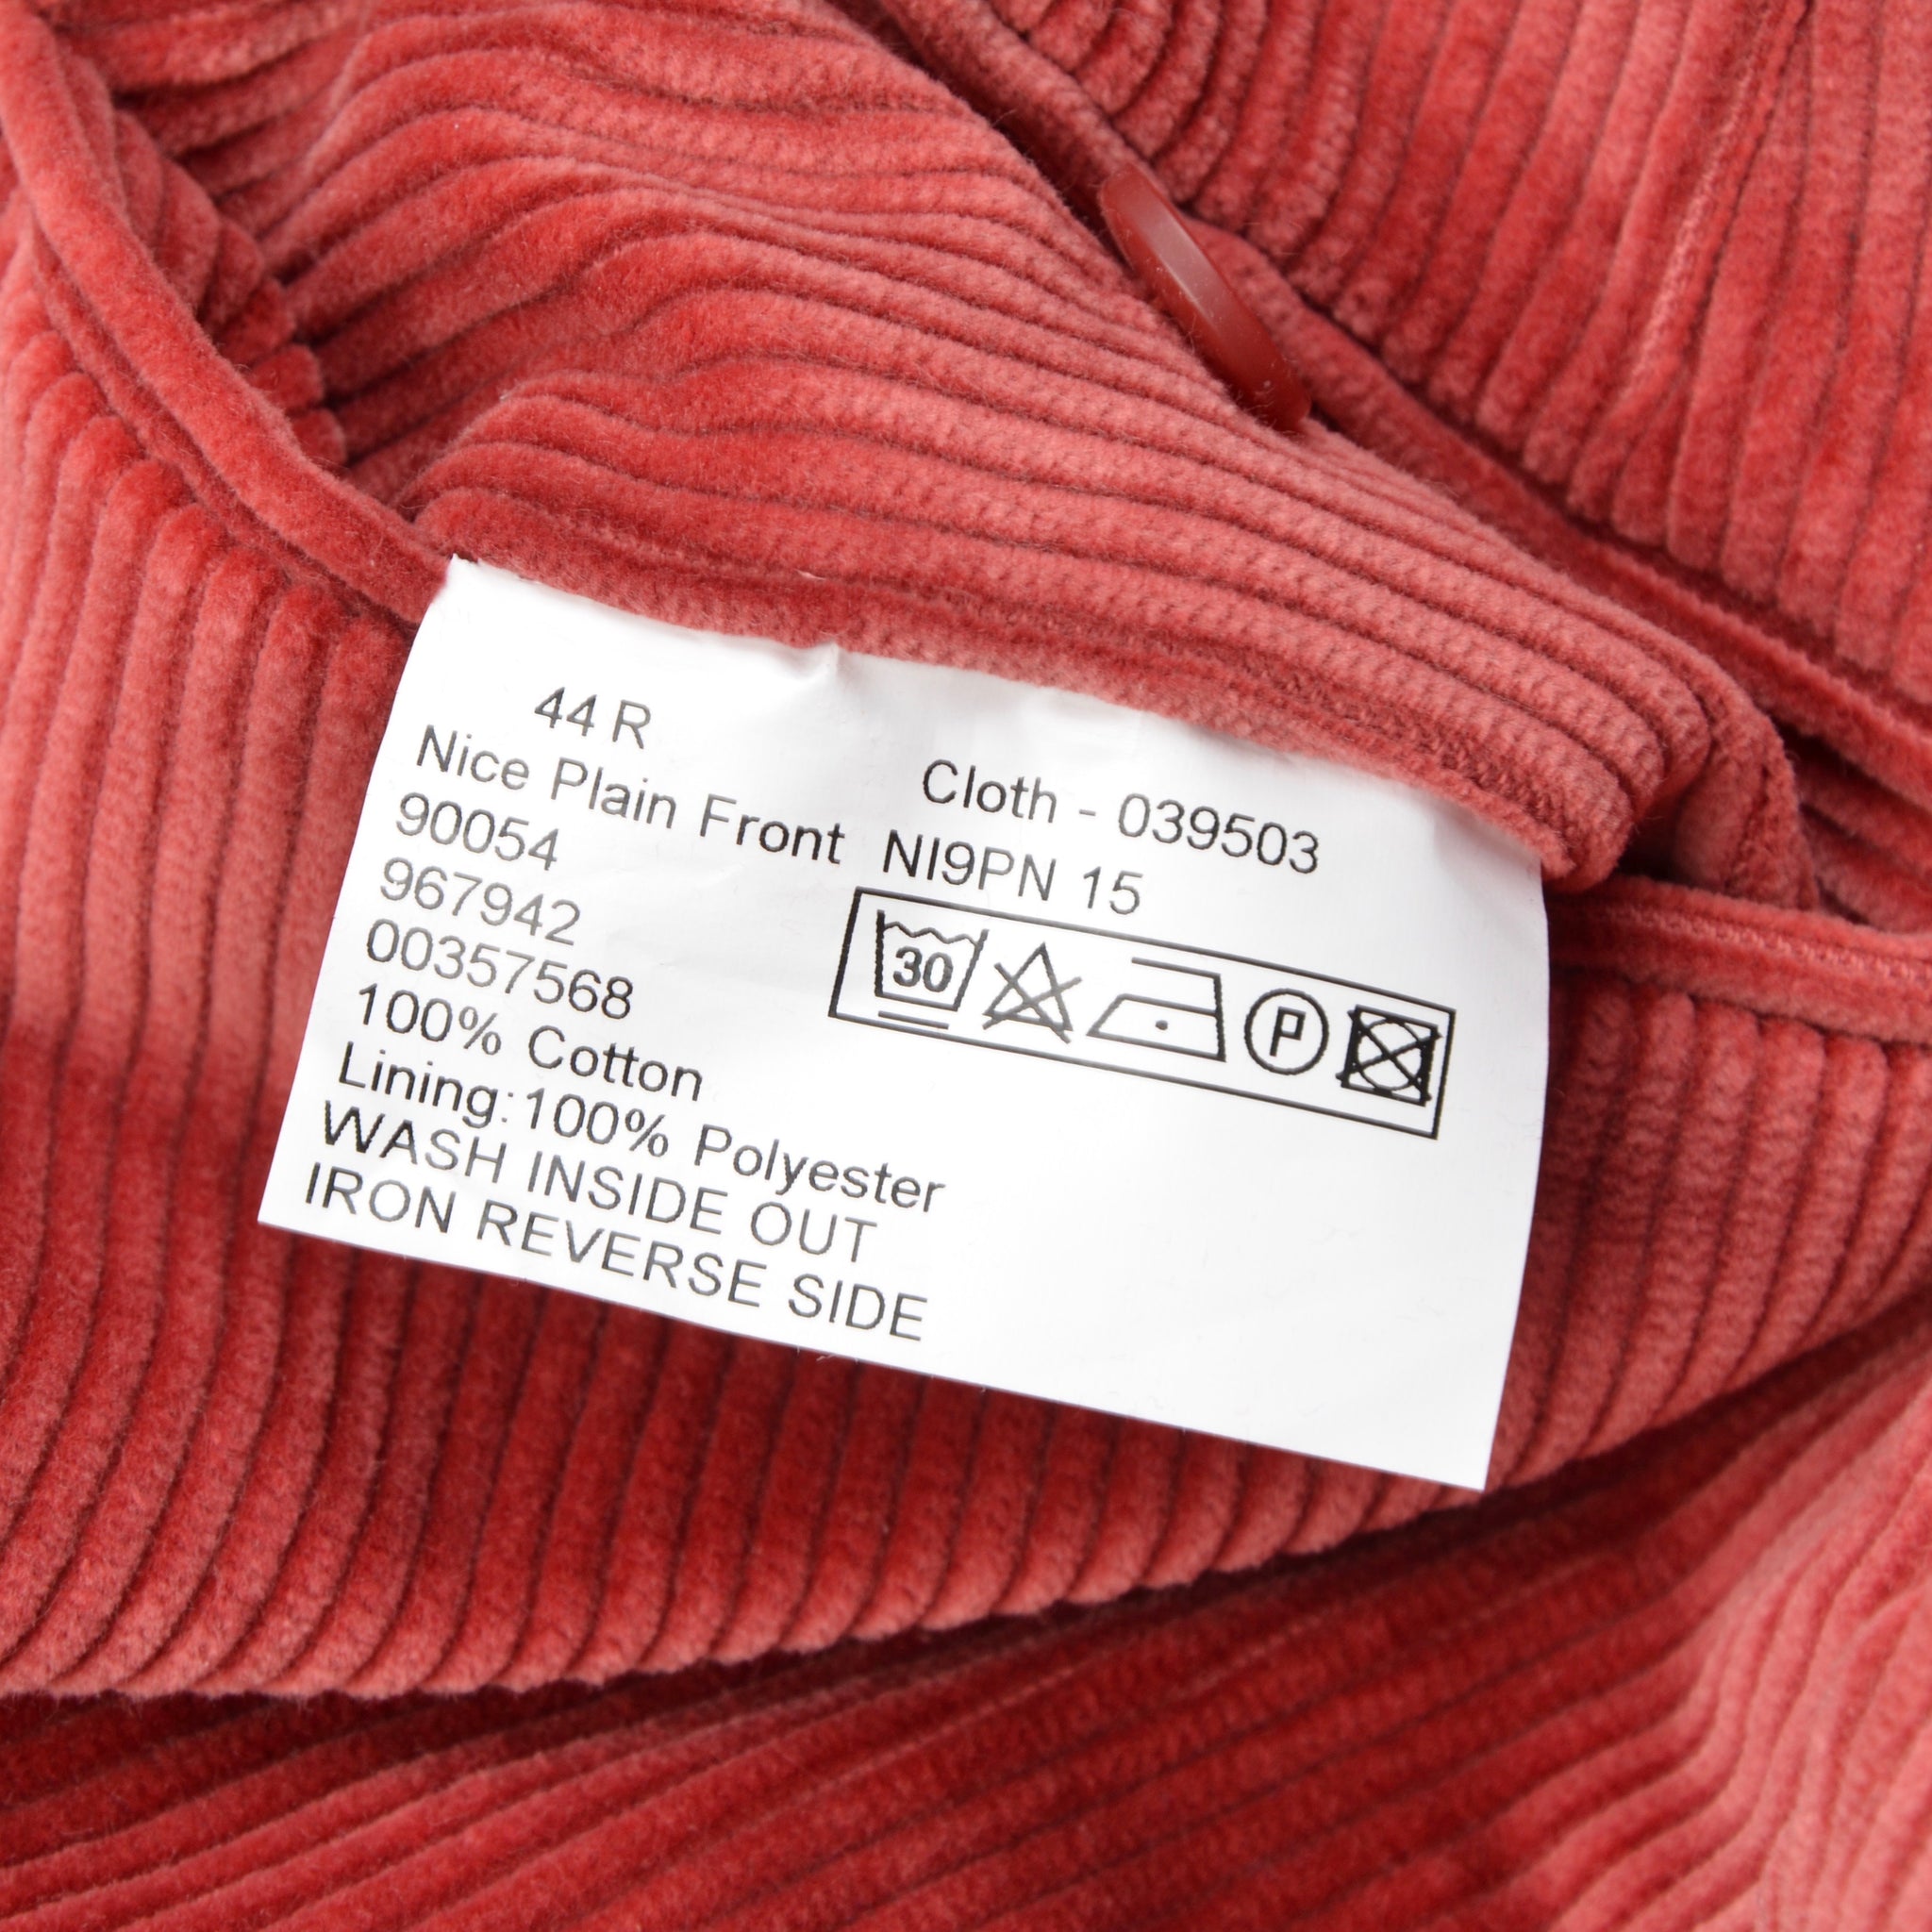 44 R
Nice Plain Front
90054
967942
00357568
100% Cotton
Lining:100% Polyester
WASH INSIDE OUT
IRON REVERSE SIDE
Cloth - 039503
NI9PN 15
30
P